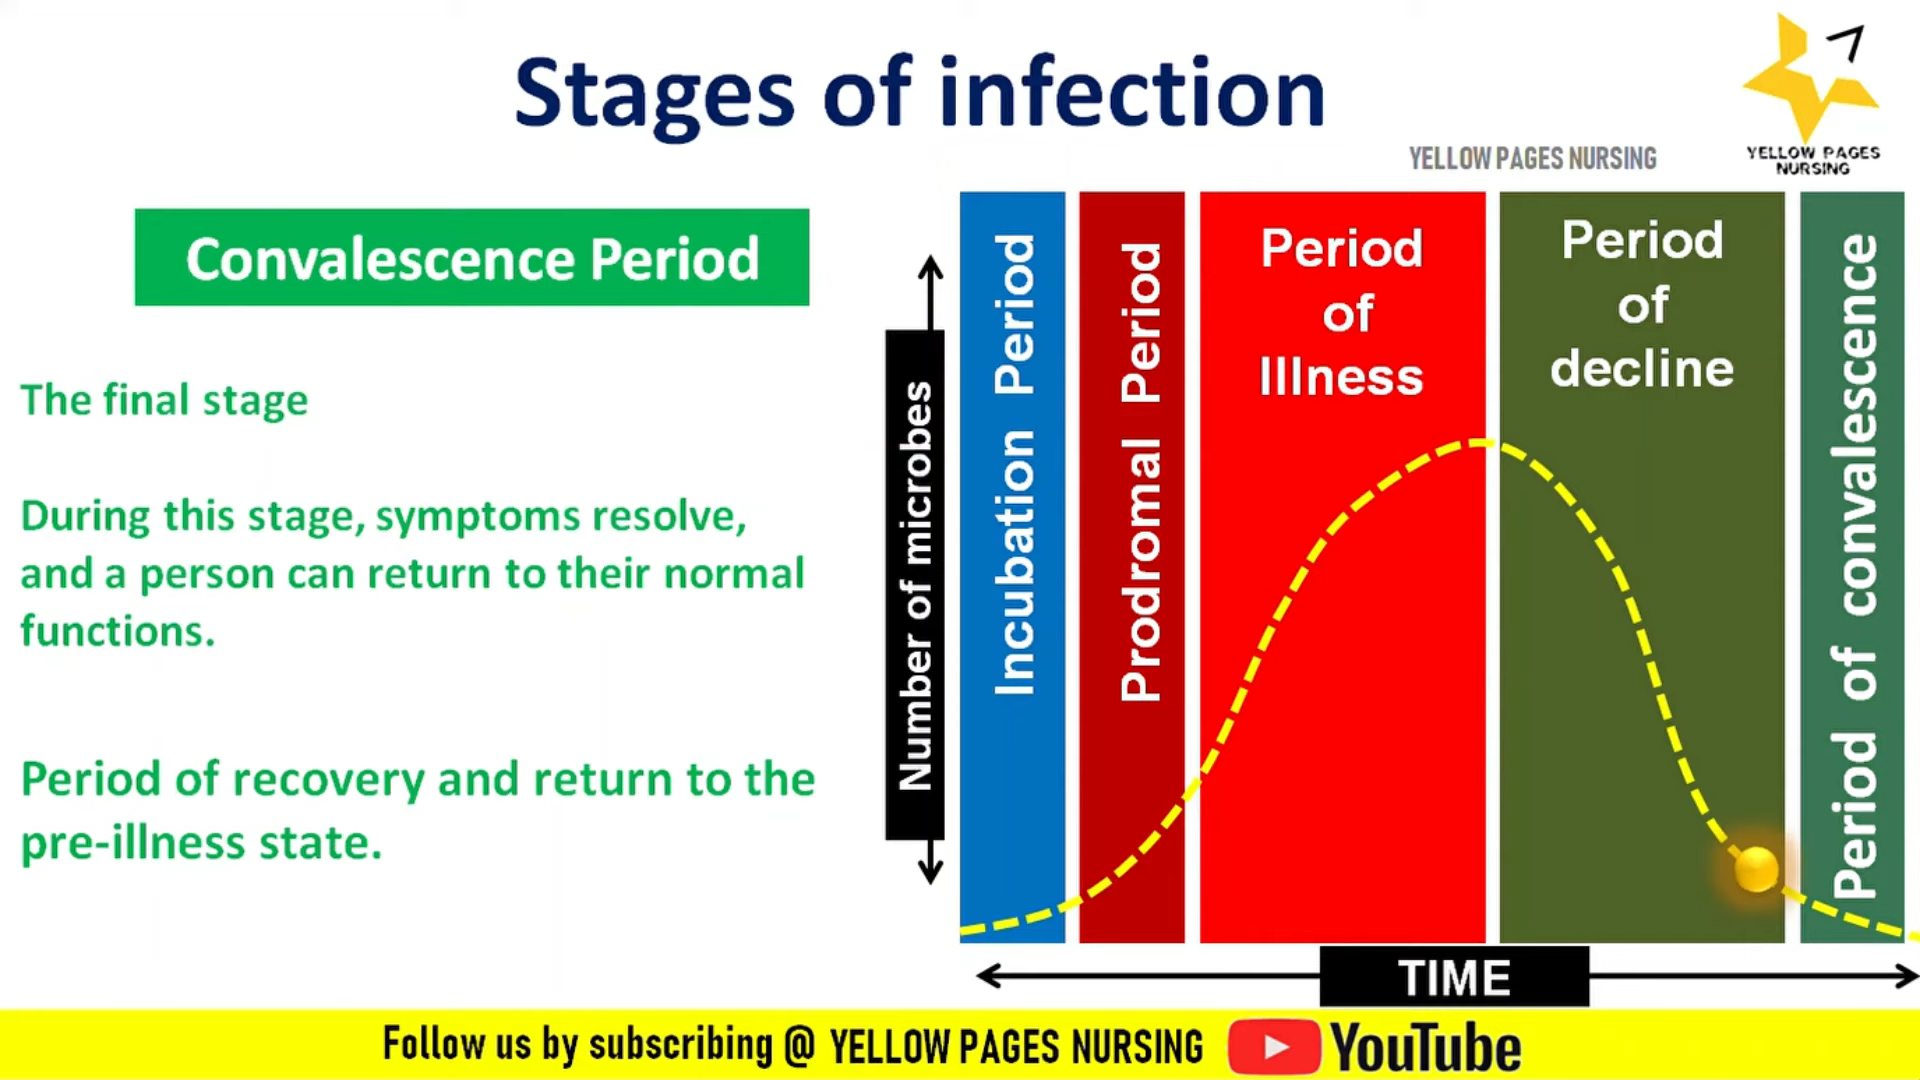 Stages of infection
YELLOW PAGES NURSING
YELLOW PAGES
NURSING
Convalescence Period
The final stage
During this stage, symptoms resolve,
and a person can return to their normal
functions.
Period of recovery and return to the
pre-illness state.
Number of microbes
Incubation Period
Prodromal Period
Period
of
Illness
Period
of
decline
Period of convalescence
TIME
Follow us by subscribing @ YELLOW PAGES NURSING YouTube